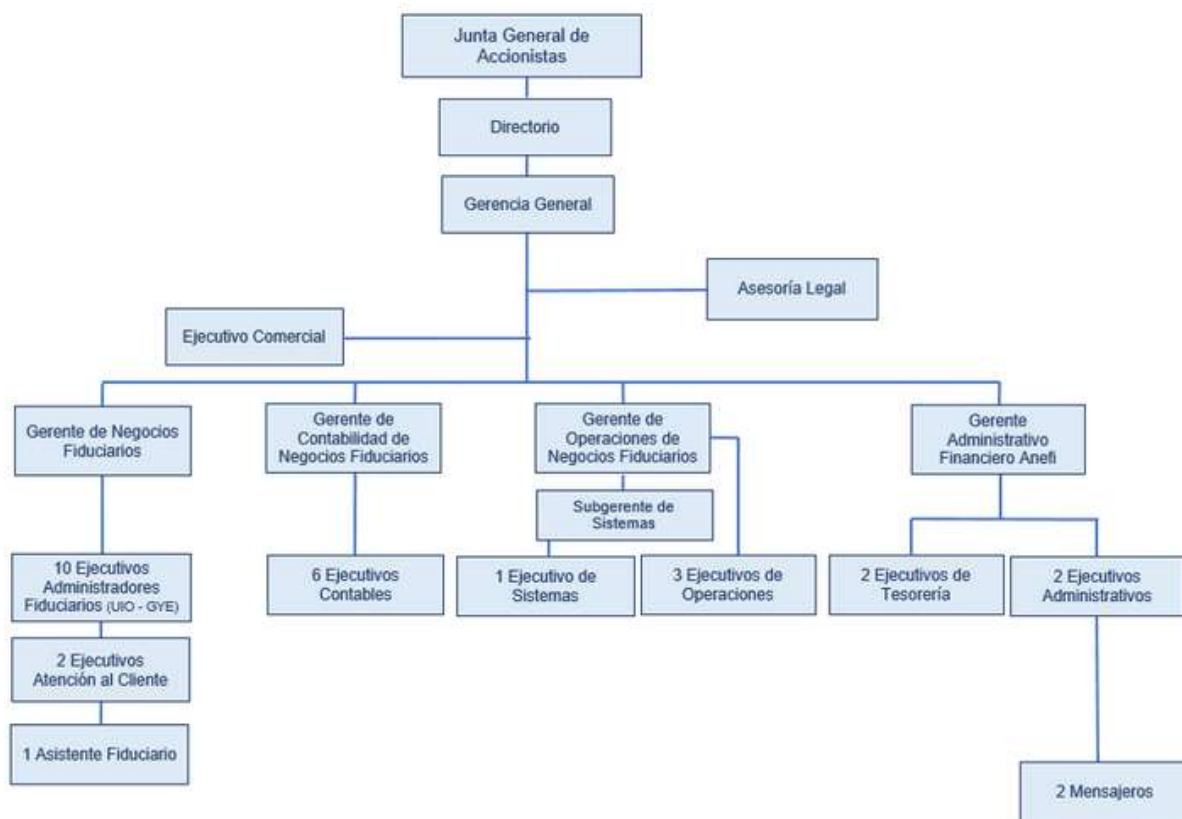 Junta General de
Accionistas
Directorio
Gerencia General
Asesoría Legal
Ejecutivo Comercial
Gerente de Negocios
Fiduciarios
Gerente de
Contabilidad de
Negocios Fiduciarios
Gerente de
Operaciones de
Negocios Fiduciarios
Gerente
Administrativo
Financiero Anefi
Subgerente de
Sistemas
10 Ejecutivos
Administradores
Fiduciarios (UIO - GYE)
6 Ejecutivos
Contables
1 Ejecutivo de
Sistemas
3 Ejecutivos de
Operaciones
2 Ejecutivos de
Tesorería
2 Ejecutivos
Administrativos
2 Ejecutivos
Atención al Cliente
1 Asistente Fiduciario
2 Mensajeros